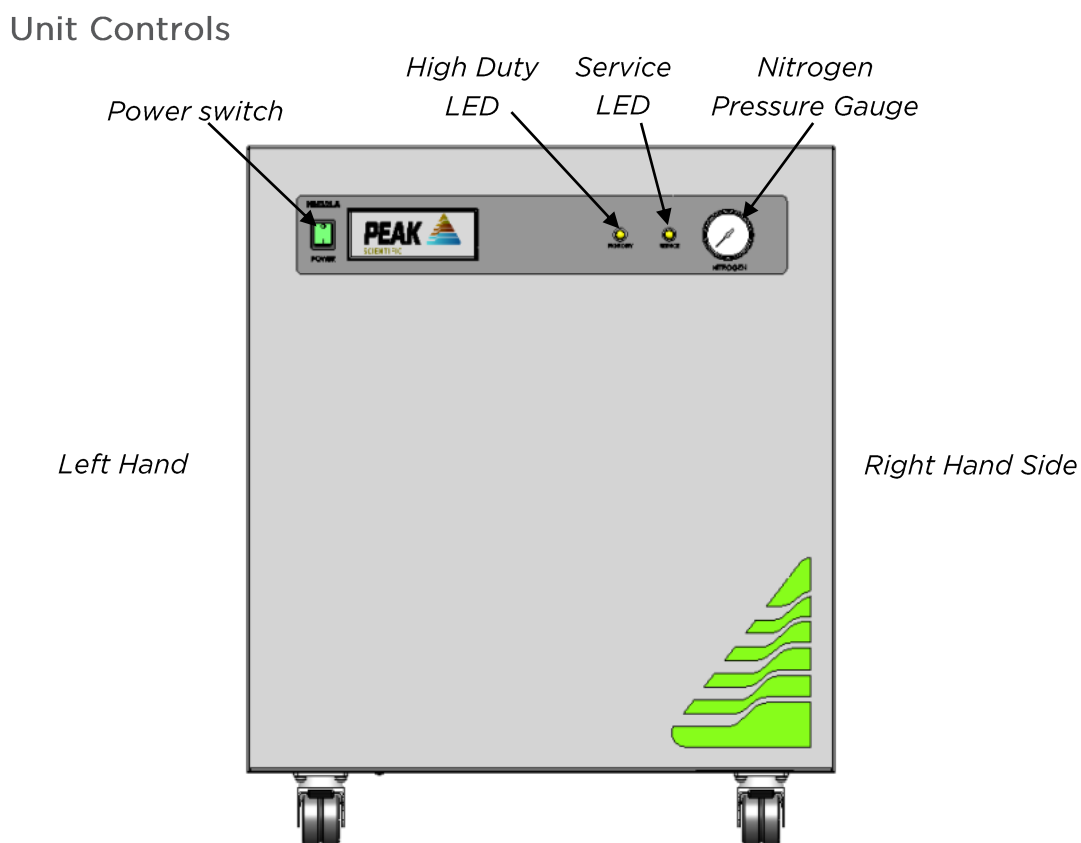 Unit Controls
High Duty
LED
Service
LED
Nitrogen
Pressure Gauge
Power switch
PEAK
SCIENTIFIC
POWER
SERVICE
NITROGEN
Left Hand
Right Hand Side